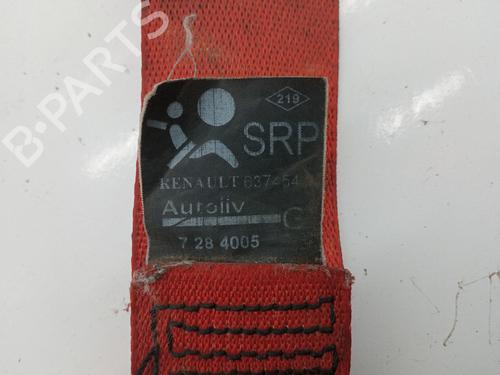 B-PARTS
219
SRP
RENAULT 637454
Autoliv
G
7 28 4005